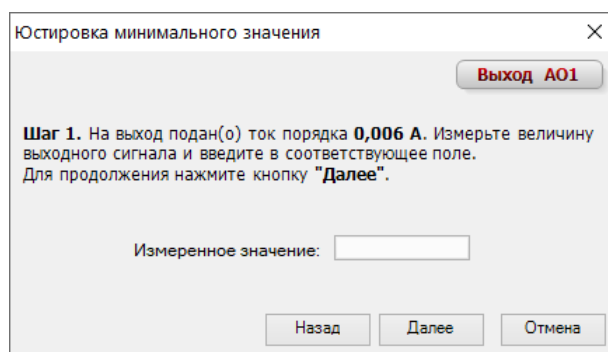 Юстировка минимального значения
Выход АО1
Шаг 1. На выход подан(о) ток порядка 0,006 А. Измерьте величину
выходного сигнала и введите в соответствующее поле.
Для продолжения нажмите кнопку "Далее".
Измеренное значение:
Назад Далее Отмена